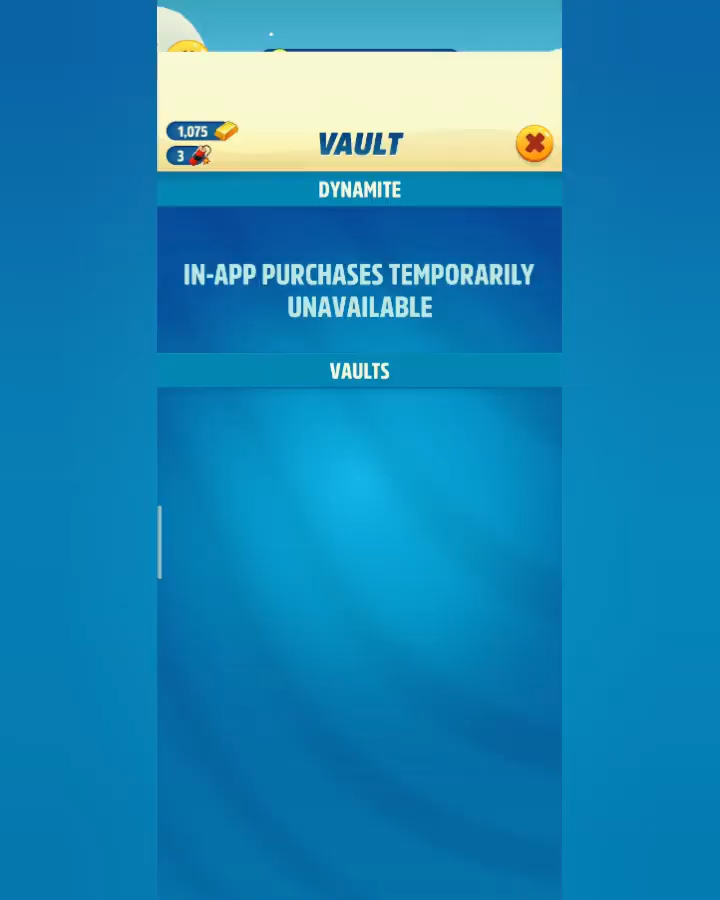 1,075
3
VAULT
DYNAMITE
IN-APP PURCHASES TEMPORARILY
UNAVAILABLE
VAULTS